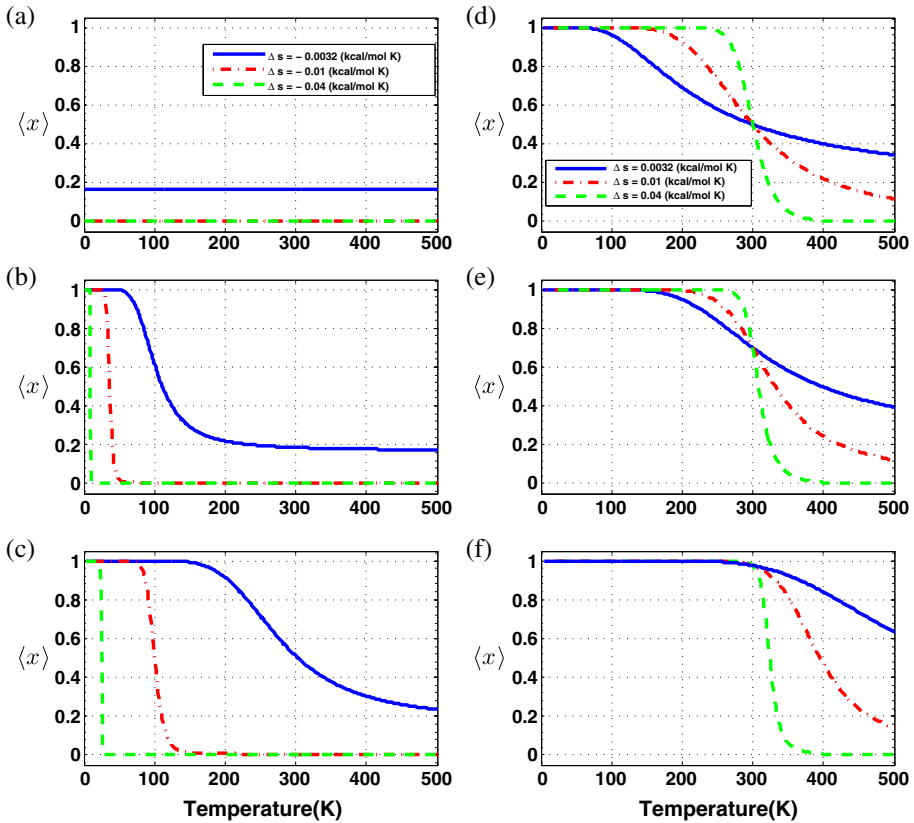 (a)
1
0.8
0.6
0.4
0.2
0
⟨x⟩
Δ s = − 0.0032 (kcal/mol K)
Δ s = − 0.01 (kcal/mol K)
Δ s = − 0.04 (kcal/mol K)
0 100 200 300 400 500
(b)
1
0.8
0.6
0.4
0.2
0
⟨x⟩
0 100 200 300 400 500
(c)
1
0.8
0.6
0.4
0.2
0
⟨x⟩
0 100 200 300 400 500
Temperature(K)
(d)
1
0.8
0.6
0.4
0.2
0
⟨x⟩
Δ s = 0.0032 (kcal/mol K)
Δ s = 0.01 (kcal/mol K)
Δ s = 0.04 (kcal/mol K)
0 100 200 300 400 500
(e)
1
0.8
0.6
0.4
0.2
0
⟨x⟩
0 100 200 300 400 500
(f)
1
0.8
0.6
0.4
0.2
0
⟨x⟩
0 100 200 300 400 500
Temperature(K)